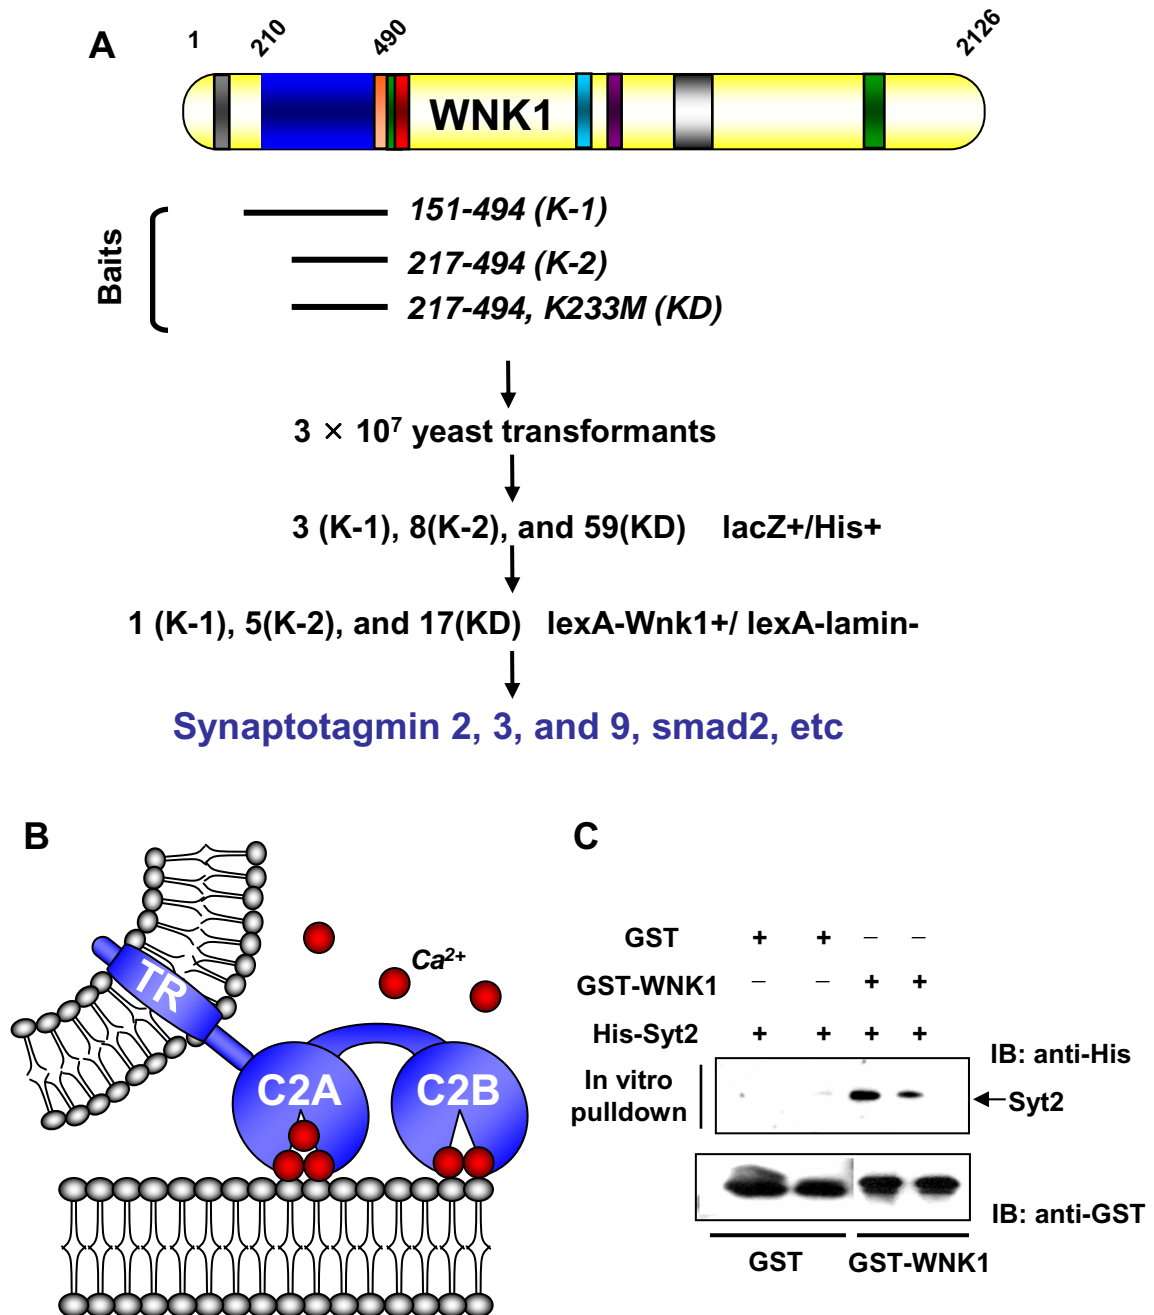 A
1 210 490 2126
WNK1
Baits
151-494 (K-1)
217-494 (K-2)
217-494, K233M (KD)
3 × 10⁷ yeast transformants
3 (K-1), 8(K-2), and 59(KD) lacZ+/His+
1 (K-1), 5(K-2), and 17(KD) lexA-Wnk1+/ lexA-lamin-
Synaptotagmin 2, 3, and 9, smad2, etc
B
Ca²⁺
TR
C2A
C2B
C
GST + + – –
GST-WNK1 – – + +
His-Syt2 + + + +
IB: anti-His
In vitro
pulldown
Syt2
IB: anti-GST
GST GST-WNK1